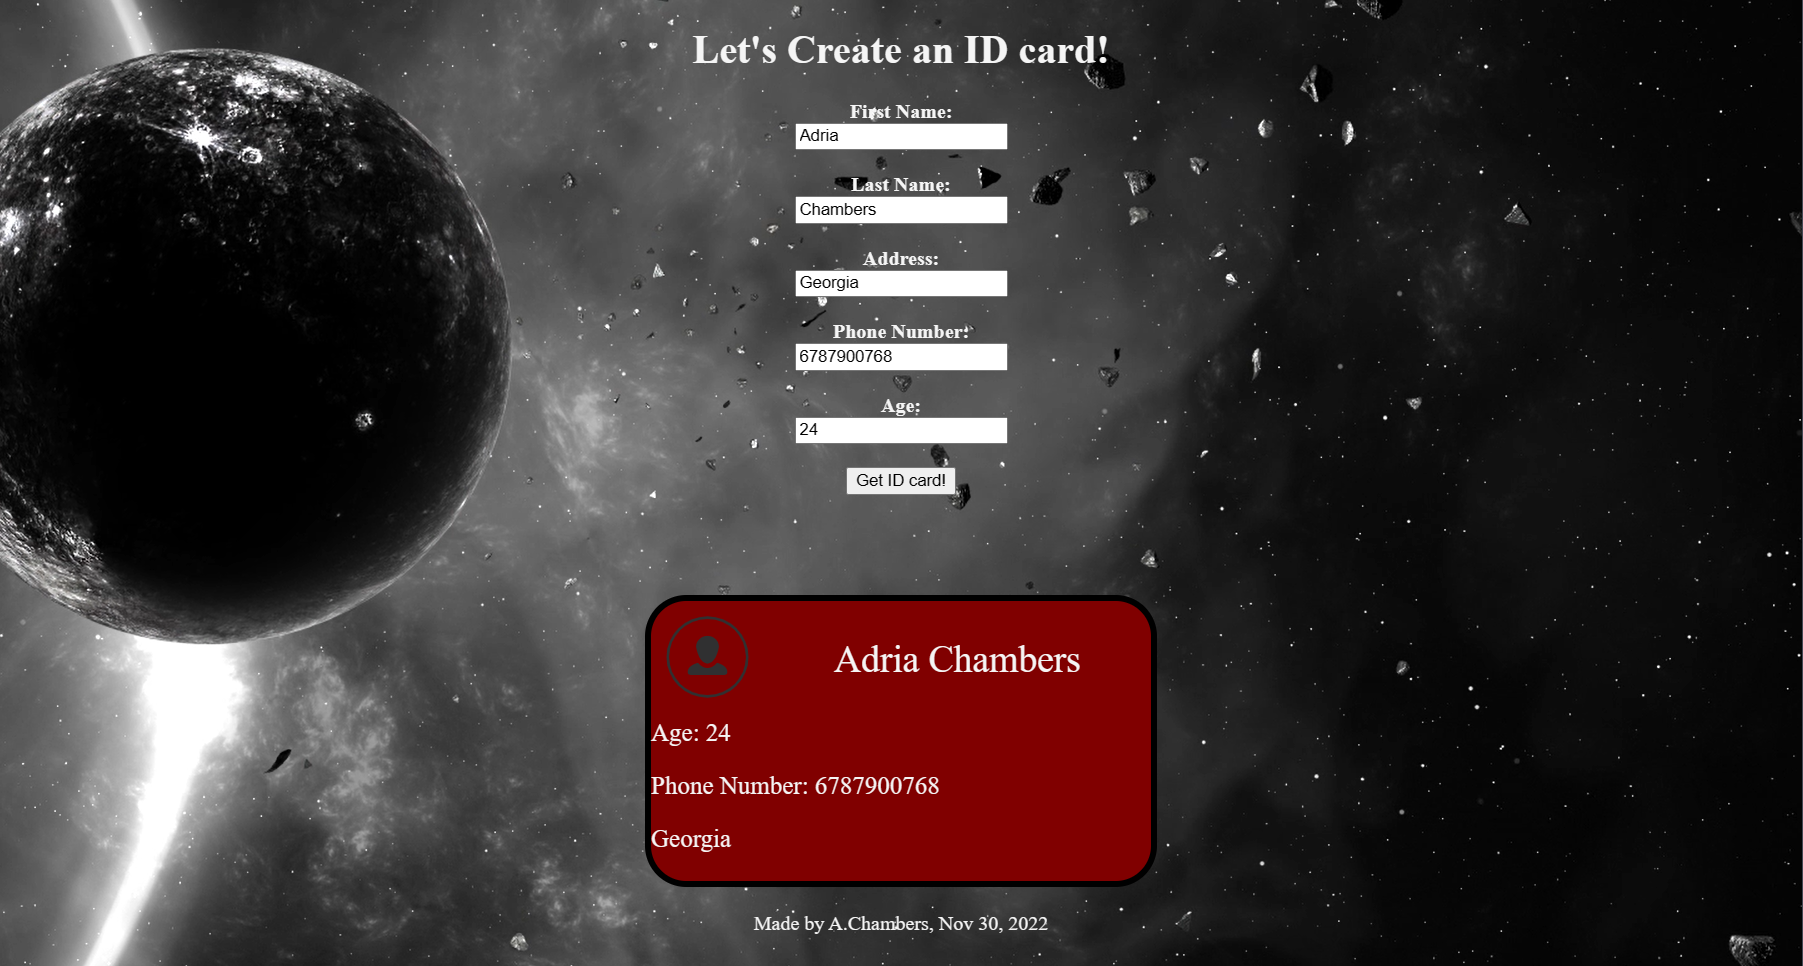 Let's Create an ID card!
First Name:
Adria
Last Name:
Chambers
Address:
Georgia
Phone Number:
6787900768
Age:
24
Get ID card!
Adria Chambers
Age: 24
Phone Number: 6787900768
Georgia
Made by A.Chambers, Nov 30, 2022